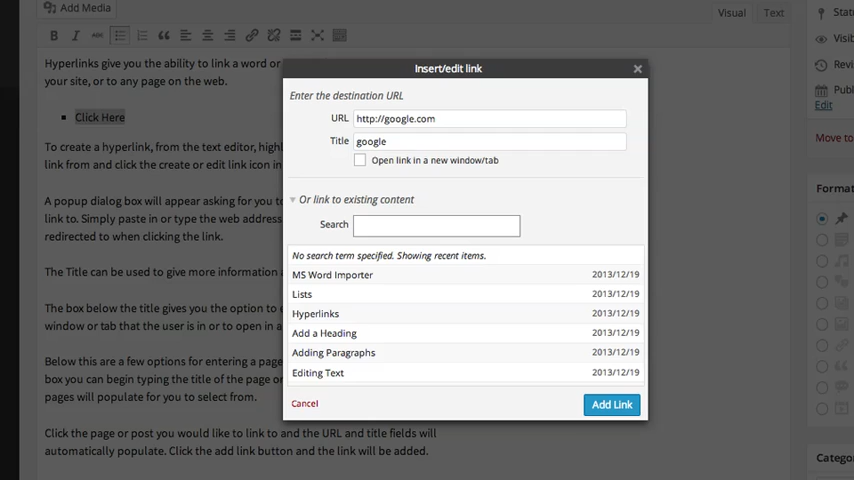 Add Media
Visual
Text
B I ABC
Hyperlinks give you the ability to link a word or
your site, or to any page on the web.
Click Here
To create a hyperlink, from the text editor, high
link from and click the create or edit link icon in
A popup dialog box will appear asking for you to
link to. Simply paste in or type the web address
redirected to when clicking the link.
The Title can be used to give more information
The box below the title gives you the option to
window or tab that the user is in or to open in a
Below this are a few options for entering a page
box you can begin typing the title of the page or
pages will populate for you to select from.
Click the page or post you would like to link to and the URL and title fields will
automatically populate. Click the add link button and the link will be added.
Insert/edit link
Enter the destination URL
URL http://google.com
Title google
Open link in a new window/tab
Or link to existing content
Search
No search term specified. Showing recent items.
MS Word Importer 2013/12/19
Lists 2013/12/19
Hyperlinks 2013/12/19
Add a Heading 2013/12/19
Adding Paragraphs 2013/12/19
Editing Text 2013/12/19
Cancel
Add Link
Statu
Visib
Revi
Publ
Edit
Move to
Format
Categor